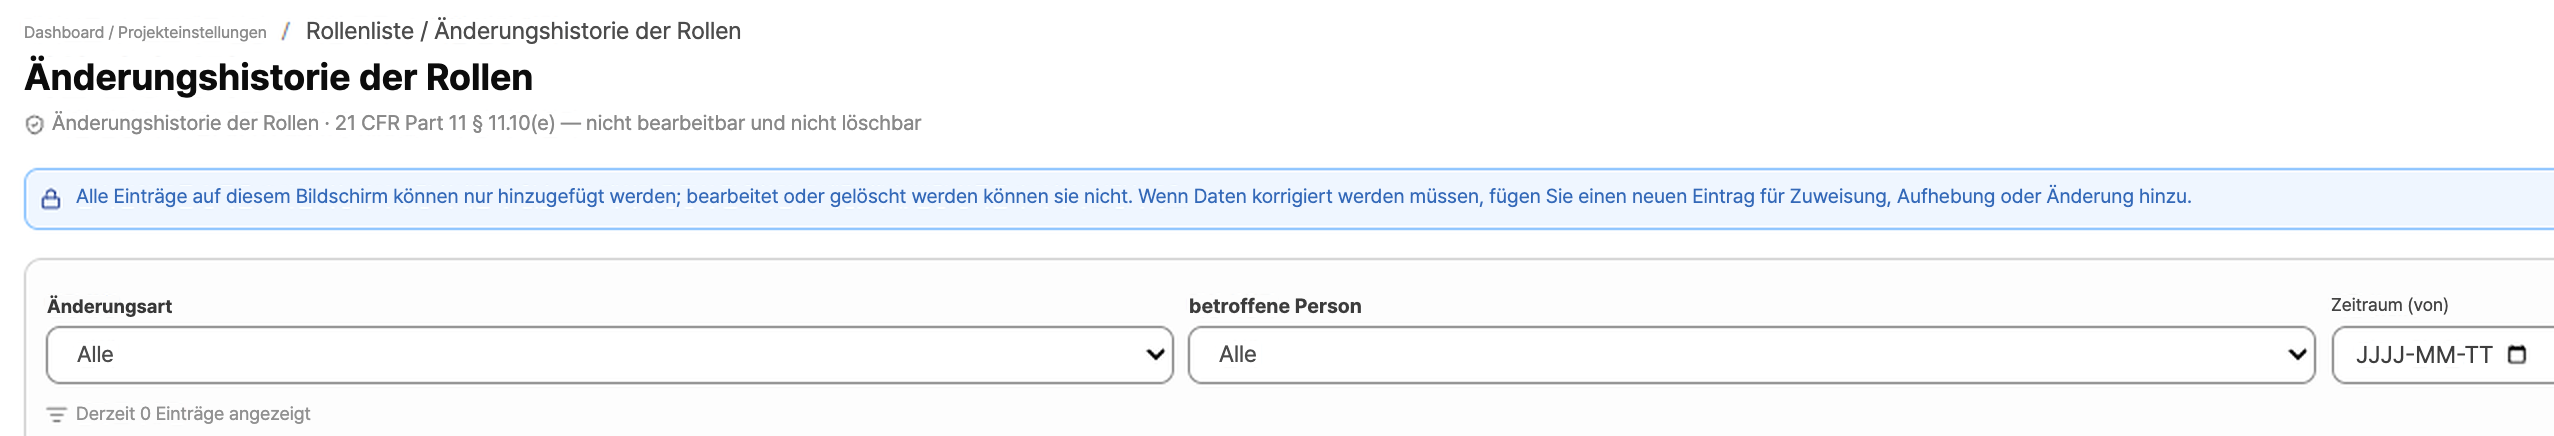 Dashboard / Projekteinstellungen / Rollenliste / Änderungshistorie der Rollen
Änderungshistorie der Rollen
Änderungshistorie der Rollen · 21 CFR Part 11 § 11.10(e) — nicht bearbeitbar und nicht löschbar
Alle Einträge auf diesem Bildschirm können nur hinzugefügt werden; bearbeitet oder gelöscht werden können sie nicht. Wenn Daten korrigiert werden müssen, fügen Sie einen neuen Eintrag für Zuweisung, Aufhebung oder Änderung hinzu.
Änderungsart betroffene Person Zeitraum (von)
Alle Alle JJJJ-MM-TT
Derzeit 0 Einträge angezeigt